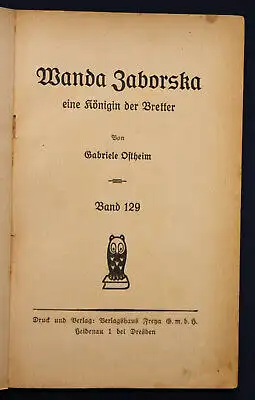 Wanda Zaborska
eine Königin der Bretter
Von
Gabriele Ostheim
Band 129
Druck und Verlag: Verlagshaus Freya G. m. b. H.
Heidenau 1 bei Dresden